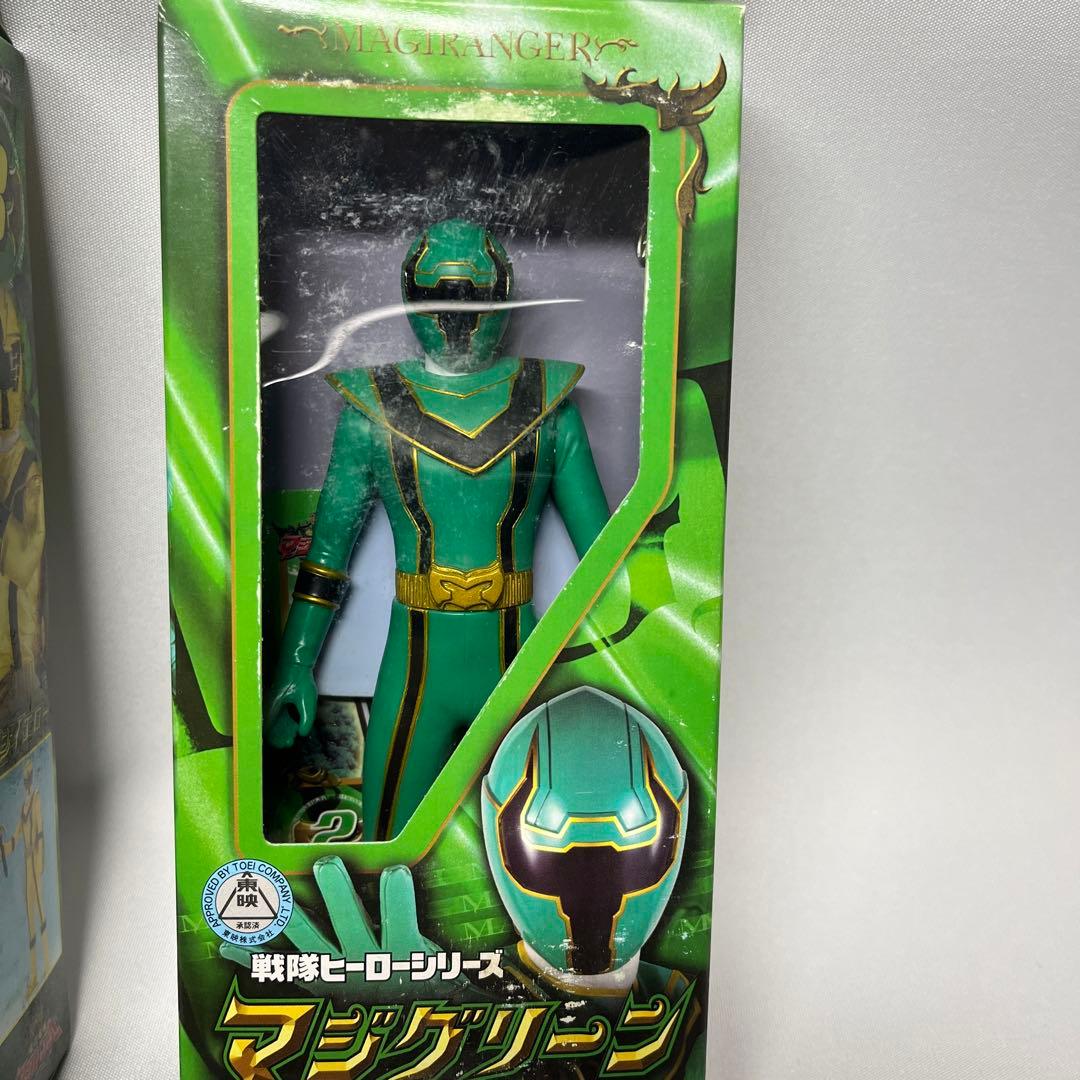 MAGIRANGER
2
APPROVED BY TOEI COMPANY, LTD.
東映
承認済
東映株式会社
戦隊ヒーローシリーズ
マジグリーン